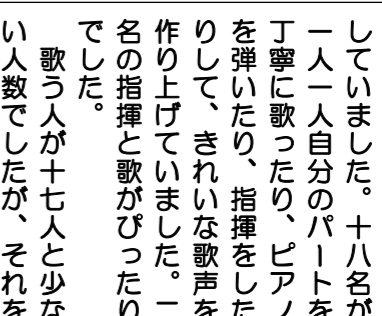 していました。十八名が
一人一人自分のパートを
丁寧に歌ったり、ピアノ
を弾いたり、指揮をした
りして、きれいな歌声を
作り上げていました。
名の指揮と歌がぴったり
でした。
歌う人が十七人と少な
い人数でしたが、それを